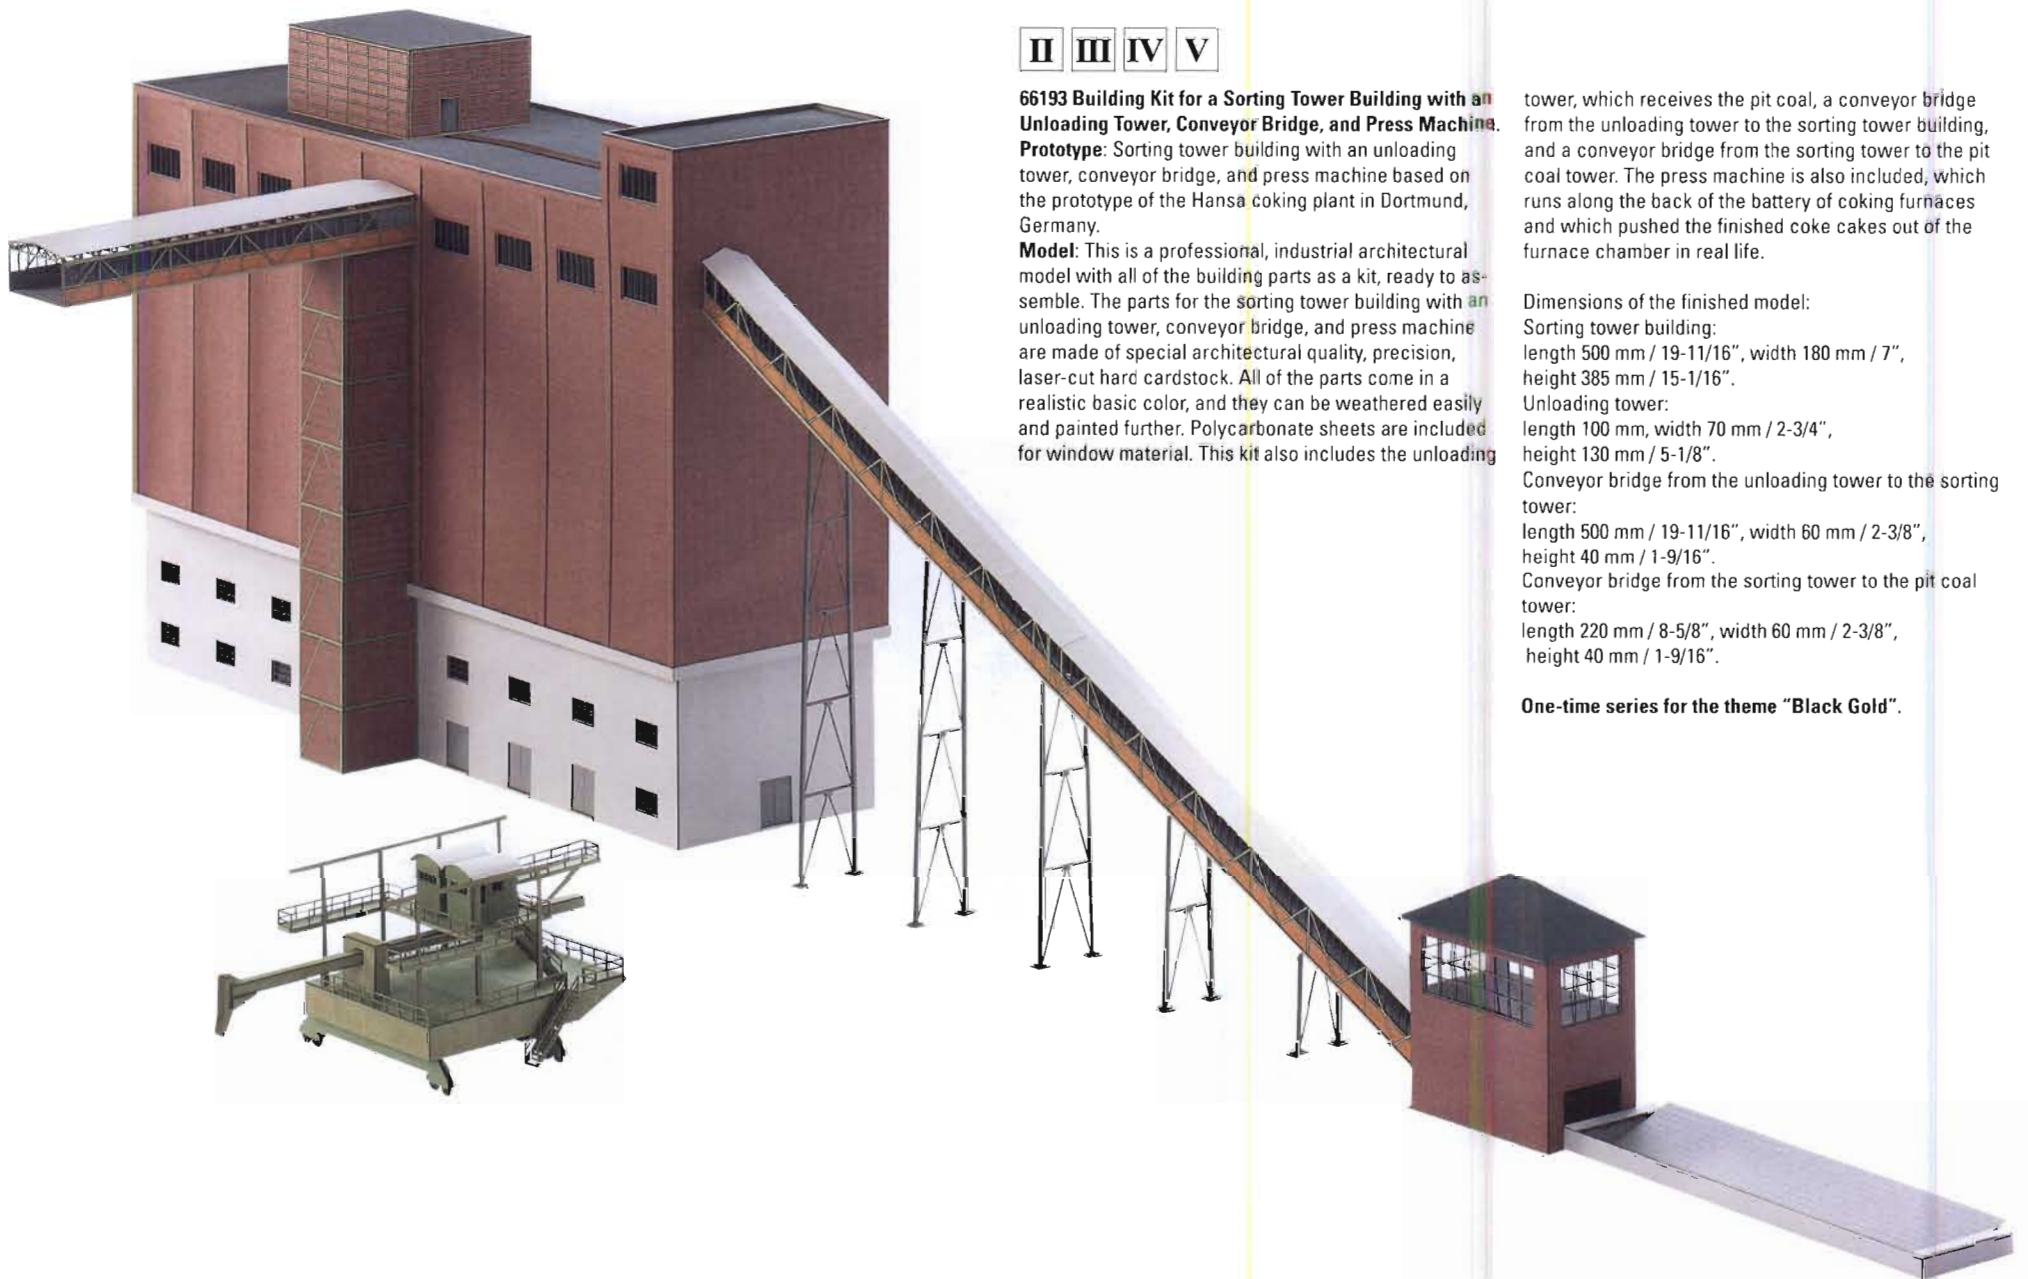 II III IV V
66193 Building Kit for a Sorting Tower Building with an
Unloading Tower, Conveyor Bridge, and Press Machine.
Prototype: Sorting tower building with an unloading
tower, conveyor bridge, and press machine based on
the prototype of the Hansa coking plant in Dortmund,
Germany.
Model: This is a professional, industrial architectural
model with all of the building parts as a kit, ready to as-
semble. The parts for the sorting tower building with an
unloading tower, conveyor bridge, and press machine
are made of special architectural quality, precision,
laser-cut hard cardstock. All of the parts come in a
realistic basic color, and they can be weathered easily
and painted further. Polycarbonate sheets are included
for window material. This kit also includes the unloading
tower, which receives the pit coal, a conveyor bridge
from the unloading tower to the sorting tower building,
and a conveyor bridge from the sorting tower to the pit
coal tower. The press machine is also included, which
runs along the back of the battery of coking furnaces
and which pushed the finished coke cakes out of the
furnace chamber in real life.
Dimensions of the finished model:
Sorting tower building:
length 500 mm / 19-11/16”, width 180 mm / 7”,
height 385 mm / 15-1/16”.
Unloading tower:
length 100 mm, width 70 mm / 2-3/4”,
height 130 mm / 5-1/8”.
Conveyor bridge from the unloading tower to the sorting
tower:
length 500 mm / 19-11/16”, width 60 mm / 2-3/8”,
height 40 mm / 1-9/16”.
Conveyor bridge from the sorting tower to the pit coal
tower:
length 220 mm / 8-5/8”, width 60 mm / 2-3/8”,
height 40 mm / 1-9/16”.
One-time series for the theme “Black Gold”.